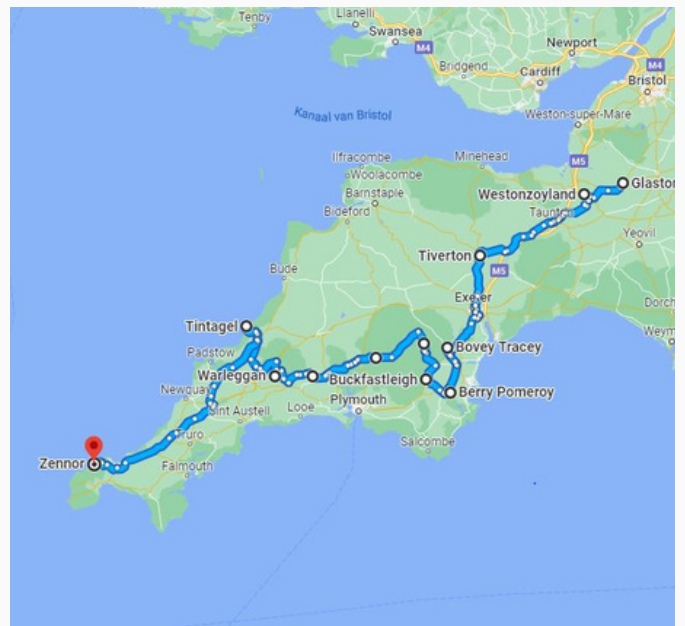 Tenby
Llanelli
Swansea
M4
Newport
Bridgend
Cardiff
M4
Bristol
Kanaal van Bristol
Weston-super-Mare
Ilfracombe
Minehead
M5
Woolacombe
Barnstaple
Westonzoyland
Glaston
Bideford
Taunton
Yeovil
Tiverton
M5
Bude
Exeter
Dorch
Tintagel
Weym
Bovey Tracey
Padstow
Warleggan
Buckfastleigh
Berry Pomeroy
Newquay
Plymouth
Looe
Saint Austell
Truro
Salcombe
Zennor
Falmouth